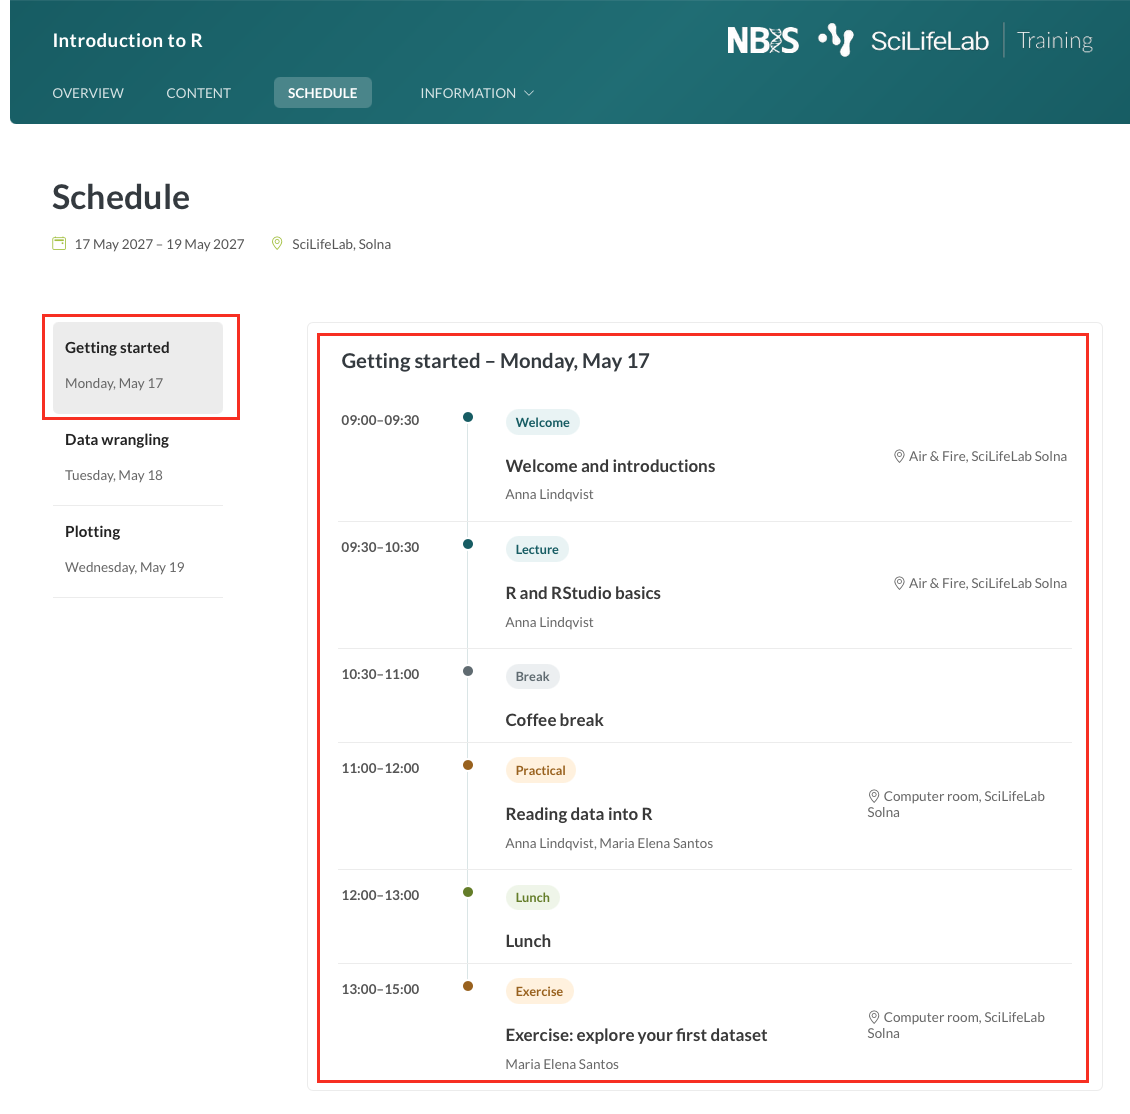 Introduction to R
NBIS SciLifeLab Training
OVERVIEW CONTENT SCHEDULE INFORMATION
Schedule
17 May 2027 – 19 May 2027 SciLifeLab, Solna
Getting started
Monday, May 17
Data wrangling
Tuesday, May 18
Plotting
Wednesday, May 19
Getting started – Monday, May 17
09:00–09:30 Welcome
Welcome and introductions
Anna Lindqvist
Air & Fire, SciLifeLab Solna
09:30–10:30 Lecture
R and RStudio basics
Anna Lindqvist
Air & Fire, SciLifeLab Solna
10:30–11:00 Break
Coffee break
11:00–12:00 Practical
Reading data into R
Anna Lindqvist, Maria Elena Santos
Computer room, SciLifeLab
Solna
12:00–13:00 Lunch
Lunch
13:00–15:00 Exercise
Exercise: explore your first dataset
Maria Elena Santos
Computer room, SciLifeLab
Solna